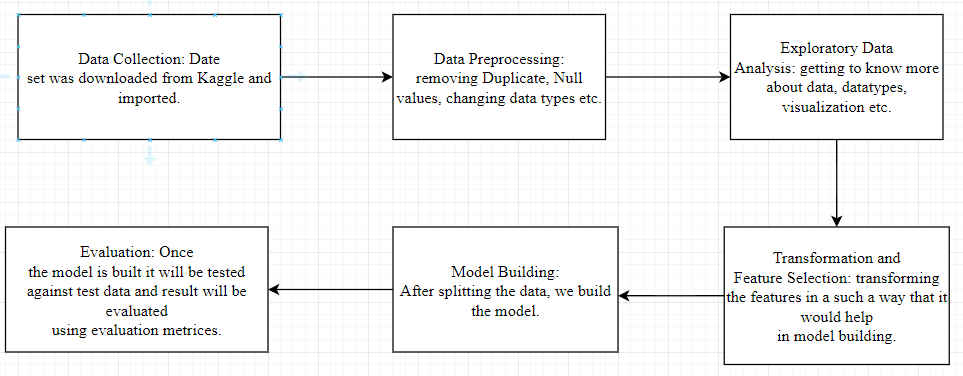 Data Collection: Date
set was downloaded from Kaggle and
imported.
Data Preprocessing:
removing Duplicate, Null
values, changing data types etc.
Exploratory Data
Analysis: getting to know more
about data, datatypes,
visualization etc.
Transformation and
Feature Selection: transforming
the features in a such a way that it
would help
in model building.
Model Building:
After splitting the data, we build
the model.
Evaluation: Once
the model is built it will be tested
against test data and result will be
evaluated
using evaluation metrices.